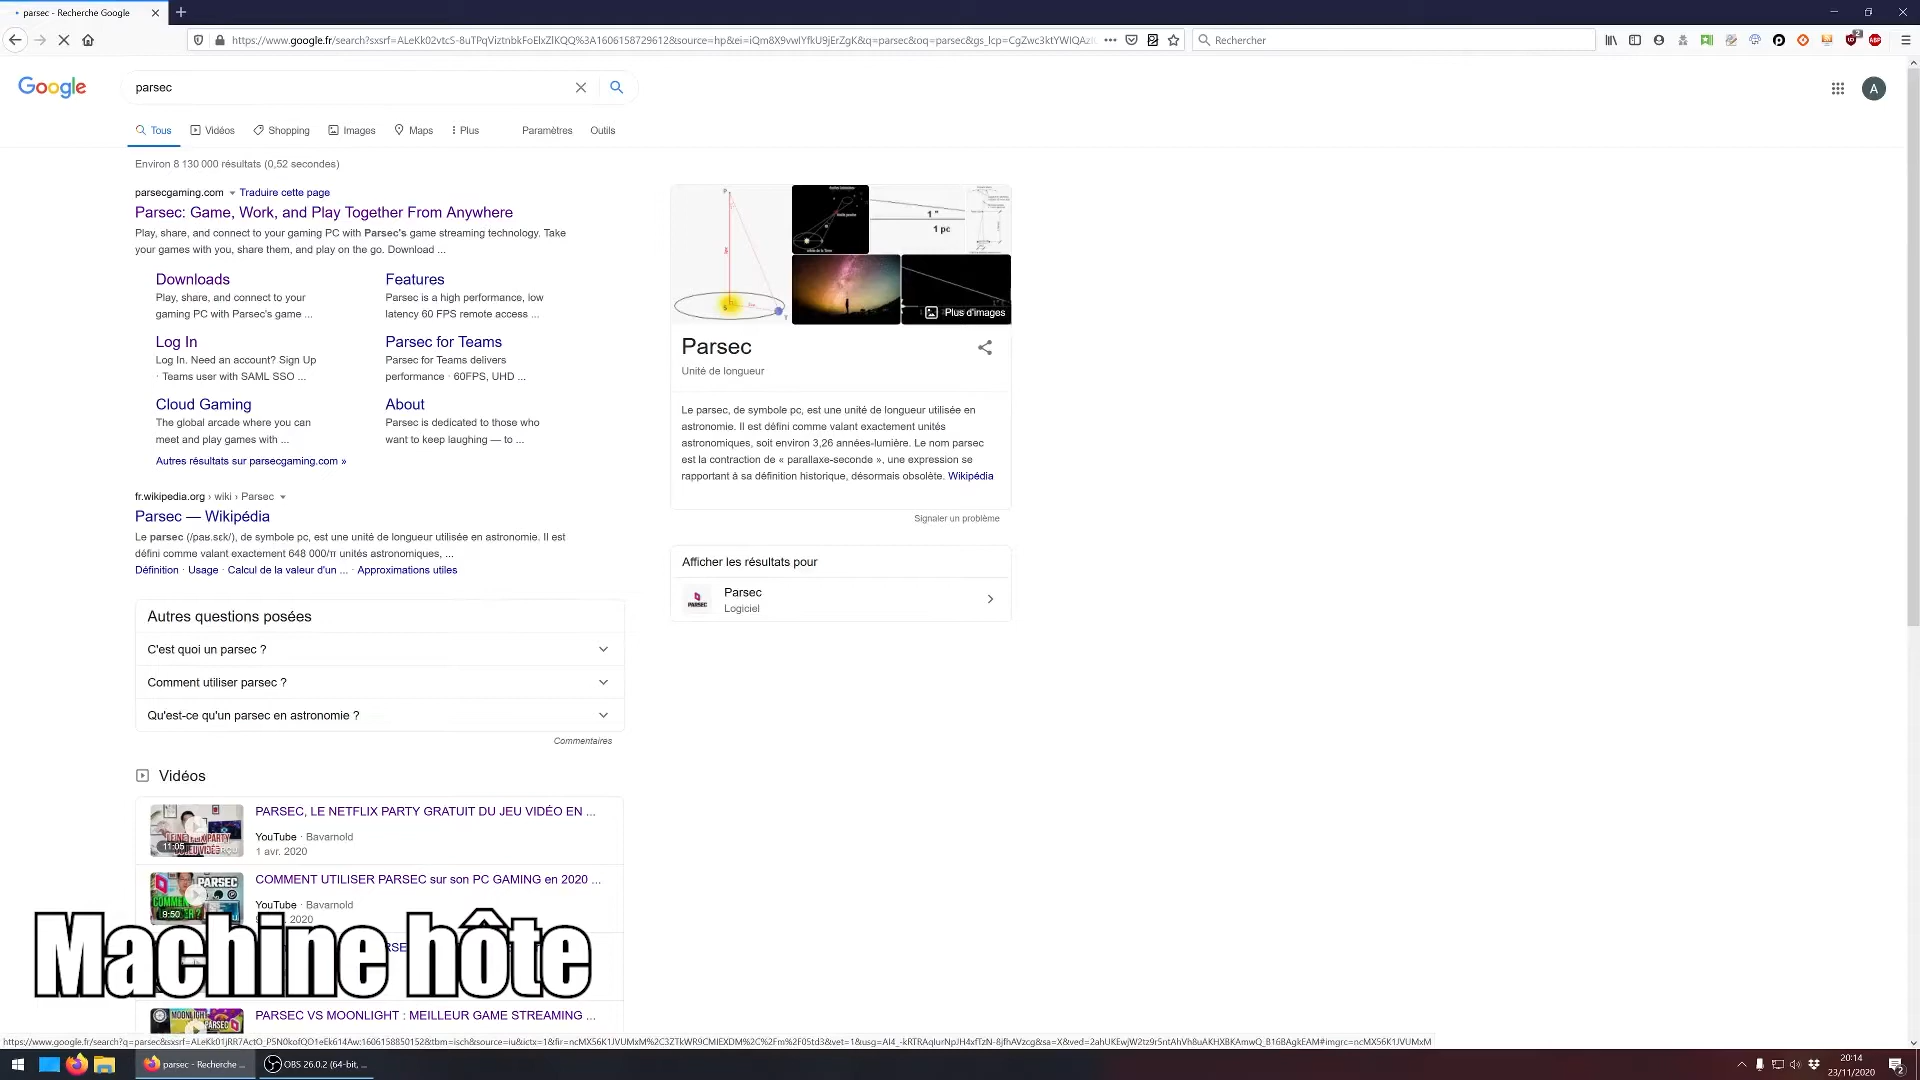 parsec - Recherche Google
https://www.google.fr/search?sxsrf=ALeKk02vtcS-8uTPqViztnbkFoElxZlKQQ%3A1606158729612&source=hp&ei=iQm8X9vwIYfkU9jErZgK&q=parsec&oq=parsec&gs_lcp=CgZwc3ktYWIQAz
Rechercher
Google
parsec
A
Tous
Vidéos
Shopping
Images
Maps
Plus
Paramètres
Outils
Environ 8 130 000 résultats (0,52 secondes)
parsecgaming.com Traduire cette page
Parsec: Game, Work, and Play Together From Anywhere
Play, share, and connect to your gaming PC with Parsec's game streaming technology. Take
your games with you, share them, and play on the go. Download ...
Downloads
Play, share, and connect to your
gaming PC with Parsec's game ...
Features
Parsec is a high performance, low
latency 60 FPS remote access ...
Log In
Log In. Need an account? Sign Up
· Teams user with SAML SSO ...
Parsec for Teams
Parsec for Teams delivers
performance · 60FPS, UHD ...
Cloud Gaming
The global arcade where you can
meet and play games with ...
About
Parsec is dedicated to those who
want to keep laughing — to ...
Autres résultats sur parsecgaming.com »
fr.wikipedia.org › wiki › Parsec
Parsec — Wikipédia
Le parsec (/paʁ.sɛk/), de symbole pc, est une unité de longueur utilisée en astronomie. Il est
défini comme valant exactement 648 000/π unités astronomiques, ...
Définition · Usage · Calcul de la valeur d'un ... · Approximations utiles
Autres questions posées
C'est quoi un parsec ?
Comment utiliser parsec ?
Qu'est-ce qu'un parsec en astronomie ?
Commentaires
Vidéos
PARSEC, LE NETFLIX PARTY GRATUIT DU JEU VIDÉO EN ...
YouTube · Bavarnold
1 avr. 2020
11:05
COMMENT UTILISER PARSEC sur son PC GAMING en 2020 ...
YouTube · Bavarnold
2020
PARSEC
9:50
Machine hôte
PARSEC VS MOONLIGHT : MEILLEUR GAME STREAMING ...
MOONLIGHT
PARSEC
1 "
1 pc
Plus d'images
Parsec
Unité de longueur
Le parsec, de symbole pc, est une unité de longueur utilisée en
astronomie. Il est défini comme valant exactement unités
astronomiques, soit environ 3,26 années-lumière. Le nom parsec
est la contraction de « parallaxe-seconde », une expression se
rapportant à sa définition historique, désormais obsolète. Wikipédia
Signaler un problème
Afficher les résultats pour
PARSEC
Parsec
Logiciel
parsec - Recherche ...
OBS 26.0.2 (64-bit, ...
20:14
23/11/2020
2